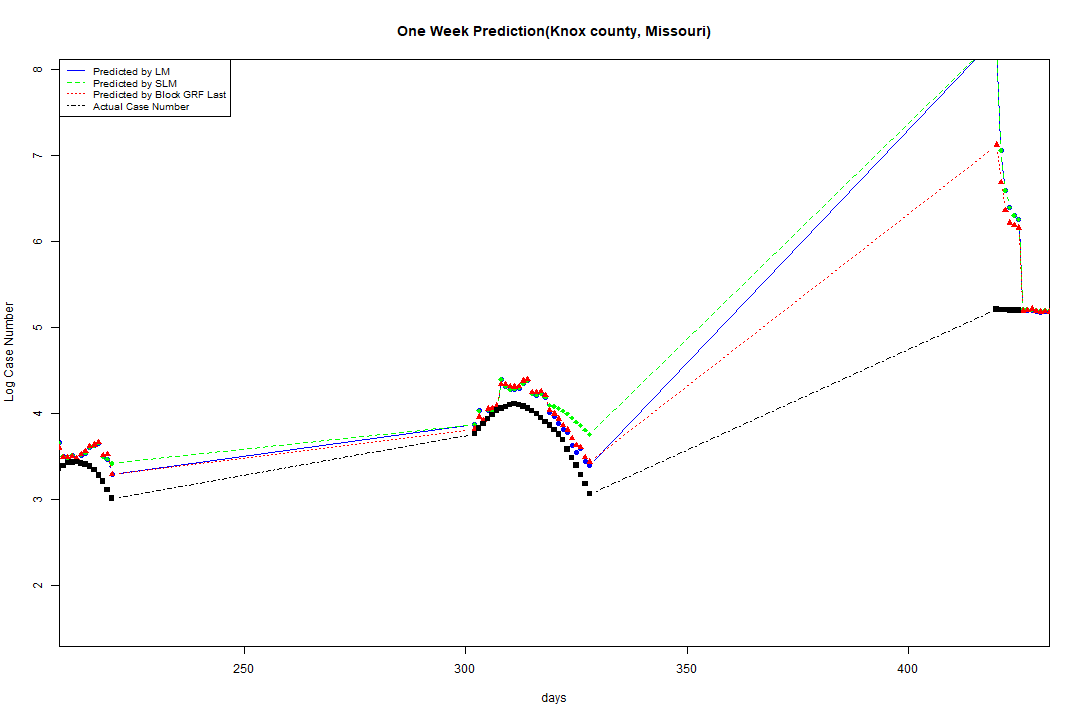 One Week Prediction(Knox county, Missouri)
Predicted by LM
Predicted by SLM
Predicted by Block GRF Last
Actual Case Number
8
7
6
5
4
3
2
Log Case Number
250 300 350 400
days